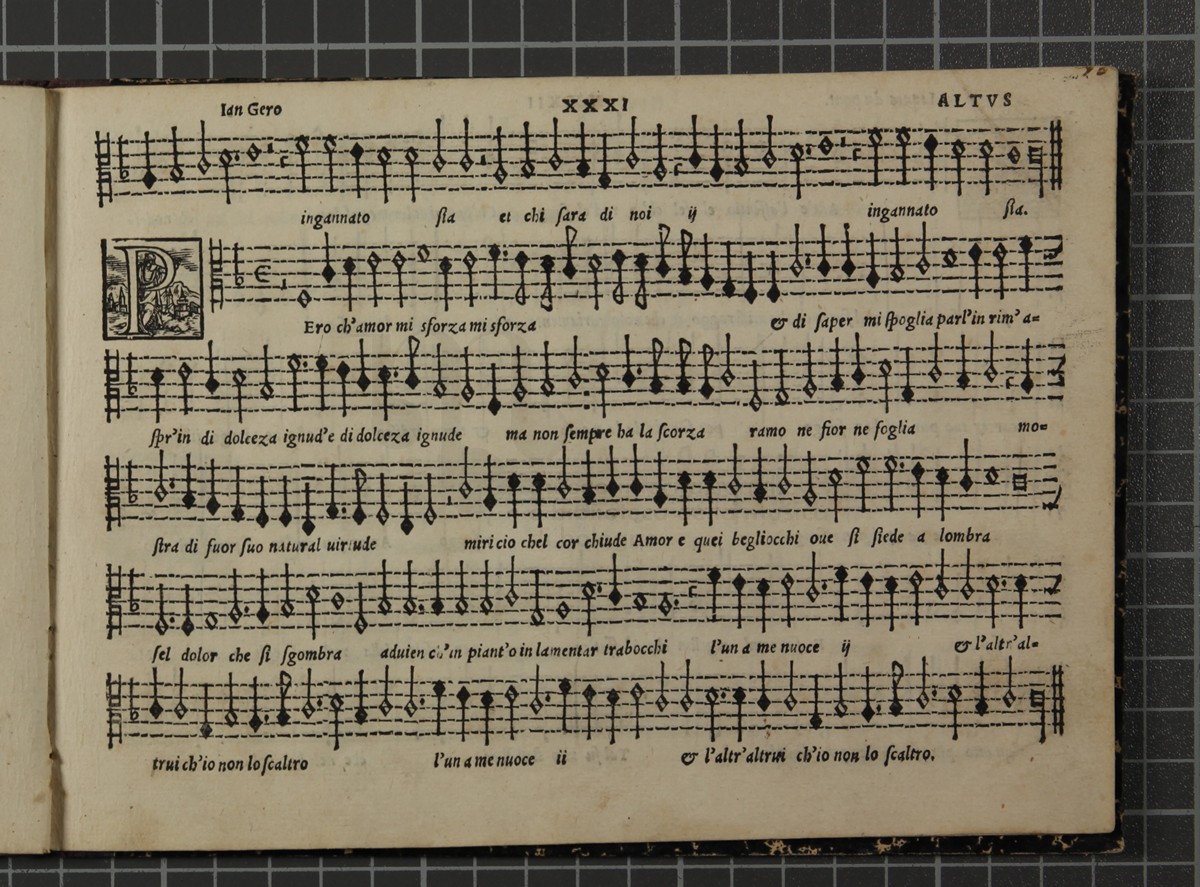 Ian Gero XXXI ALTVS
ingannato ſia et chi ſara di noi ij ingannato ſia.
P
Ero ch'amor mi sforza mi sforza & di ſaper mi ſpoglia parl'in rim' a=
ſpr'in di dolceza ignud'e di dolceza ignude ma non ſempre ha la ſcorza ramo ne fior ne foglia mo=
ſtra di fuor ſuo natural uirtude miri cio chel cor chiude Amor e quei begliocchi oue ſi ſiede a lombra
ſel dolor che ſi ſgombra aduien ch'in piant'o in lamentar trabocchi l'un a me nuoce ij & l'altr'al=
trui ch'io non lo ſcaltro l'un a me nuoce ii & l'altr'altrui ch'io non lo ſcaltro.